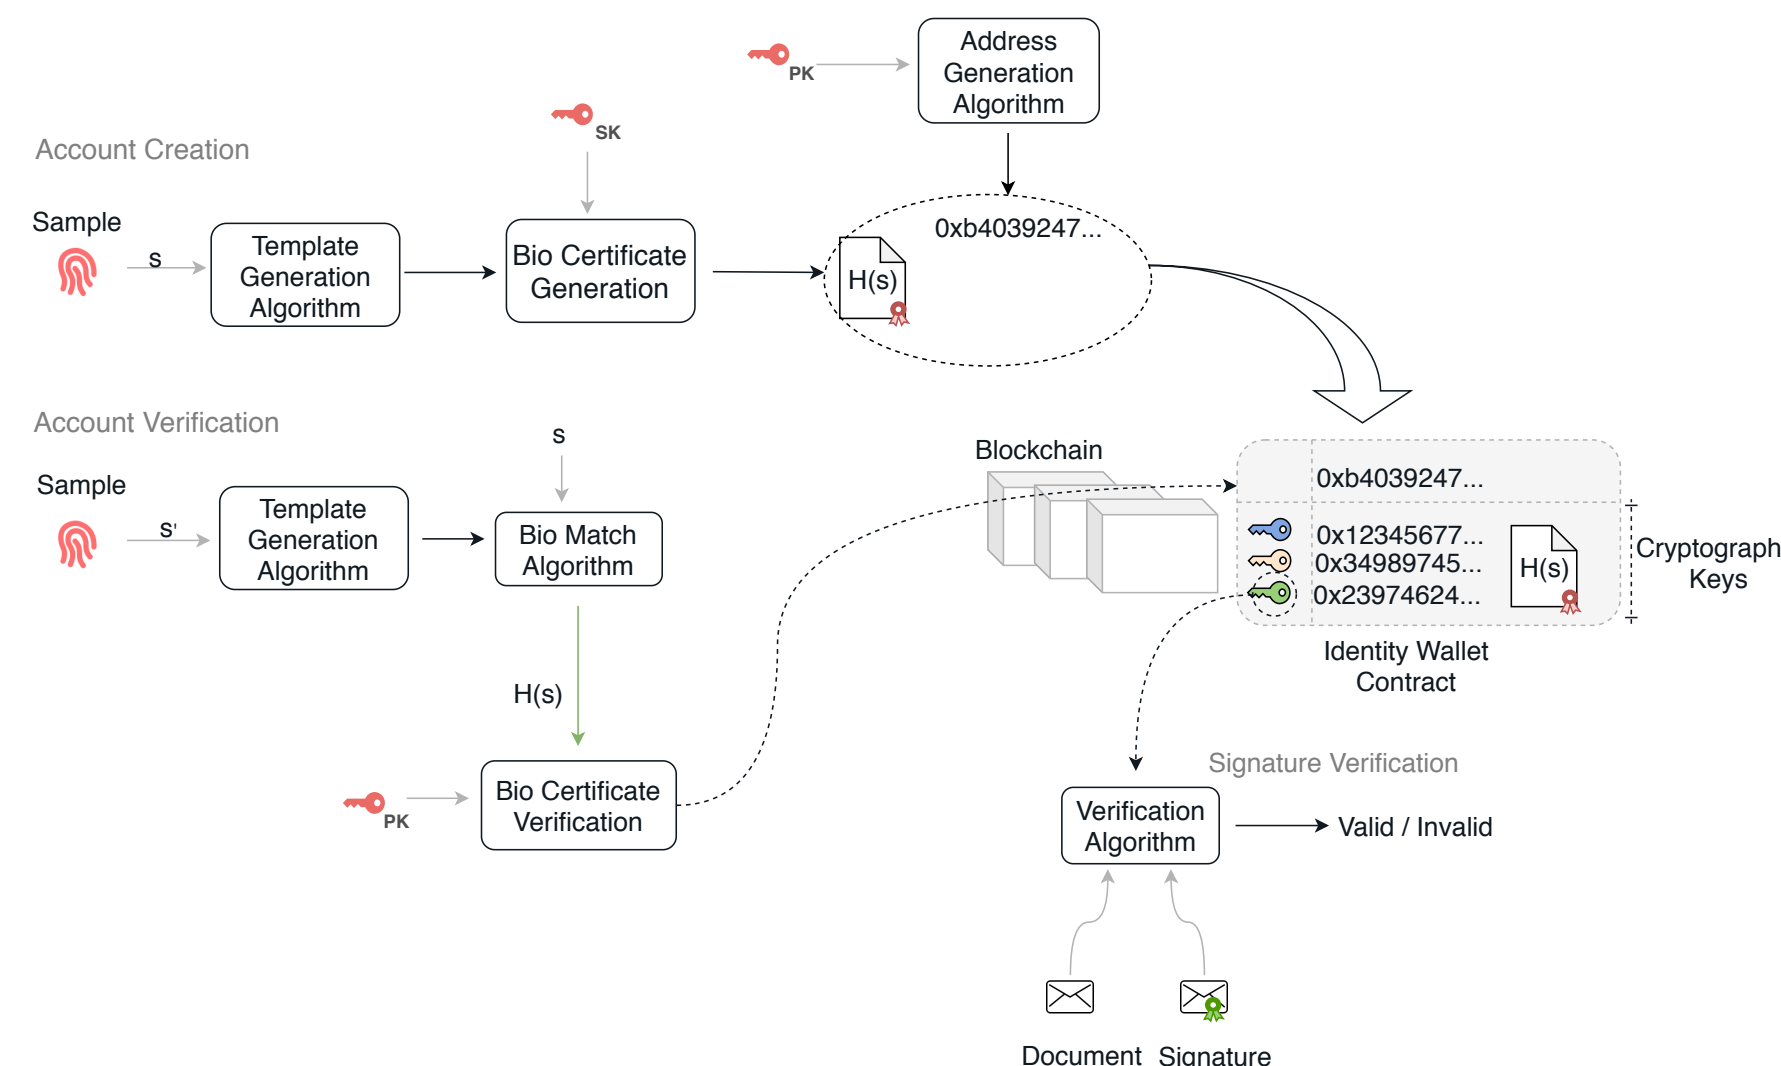 Address
Generation
Algorithm
PK
SK
Account Creation
Sample
s
Template
Generation
Algorithm
Bio Certificate
Generation
H(s)
0xb4039247...
Account Verification
Sample
s'
Template
Generation
Algorithm
s
Bio Match
Algorithm
H(s)
PK
Bio Certificate
Verification
Blockchain
0xb4039247...
0x12345677...
0x34989745...
0x23974624...
H(s)
Cryptograph
Keys
Identity Wallet
Contract
Signature Verification
Verification
Algorithm
Valid / Invalid
Document
Signature